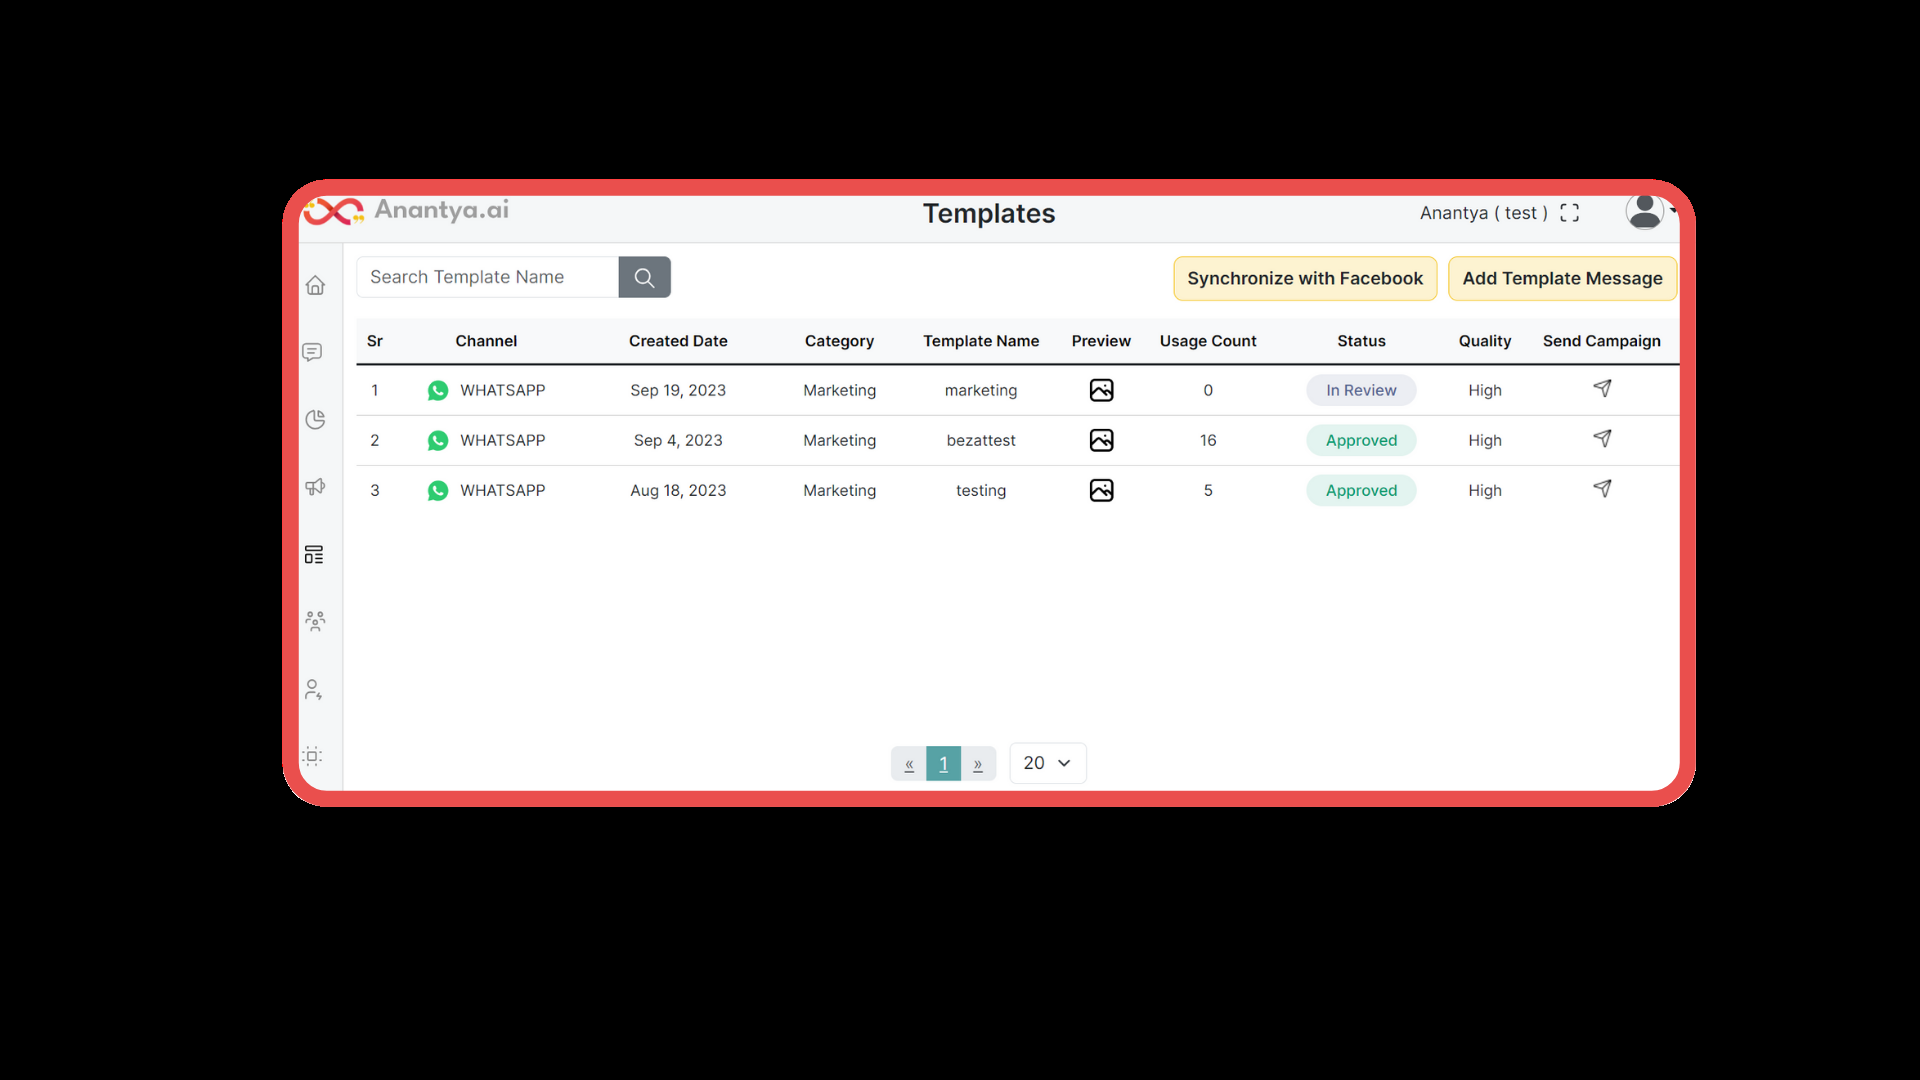 Anantya.ai
Templates
Anantya ( test )
Search Template Name
Synchronize with Facebook
Add Template Message
Sr Channel Created Date Category Template Name Preview Usage Count Status Quality Send Campaign
1 WHATSAPP Sep 19, 2023 Marketing marketing 0 In Review High
2 WHATSAPP Sep 4, 2023 Marketing bezattest 16 Approved High
3 WHATSAPP Aug 18, 2023 Marketing testing 5 Approved High
« 1 » 20